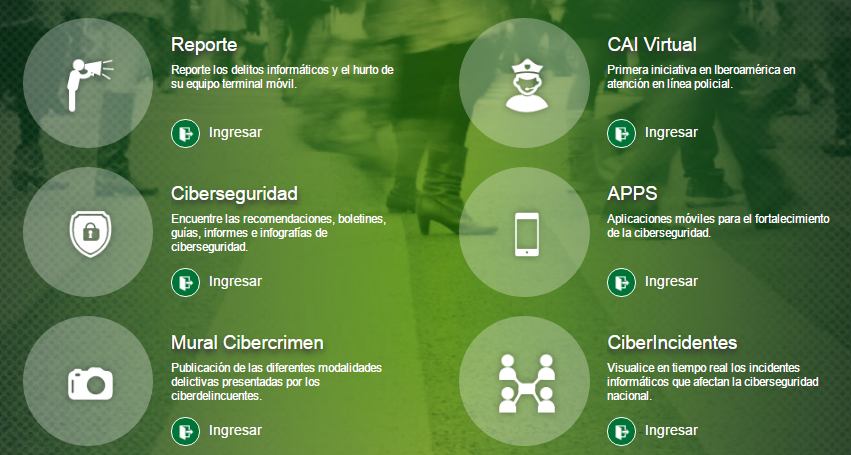 Reporte
Reporte los delitos informáticos y el hurto de
su equipo terminal móvil.
Ingresar
CAI Virtual
Primera iniciativa en Iberoamérica en
atención en línea policial.
Ingresar
Ciberseguridad
Encuentre las recomendaciones, boletines,
guías, informes e infografías de
ciberseguridad.
Ingresar
APPS
Aplicaciones móviles para el fortalecimiento
de la ciberseguridad.
Ingresar
Mural Cibercrimen
Publicación de las diferentes modalidades
delictivas presentadas por los
ciberdelincuentes.
Ingresar
CiberIncidentes
Visualice en tiempo real los incidentes
informáticos que afectan la ciberseguridad
nacional.
Ingresar